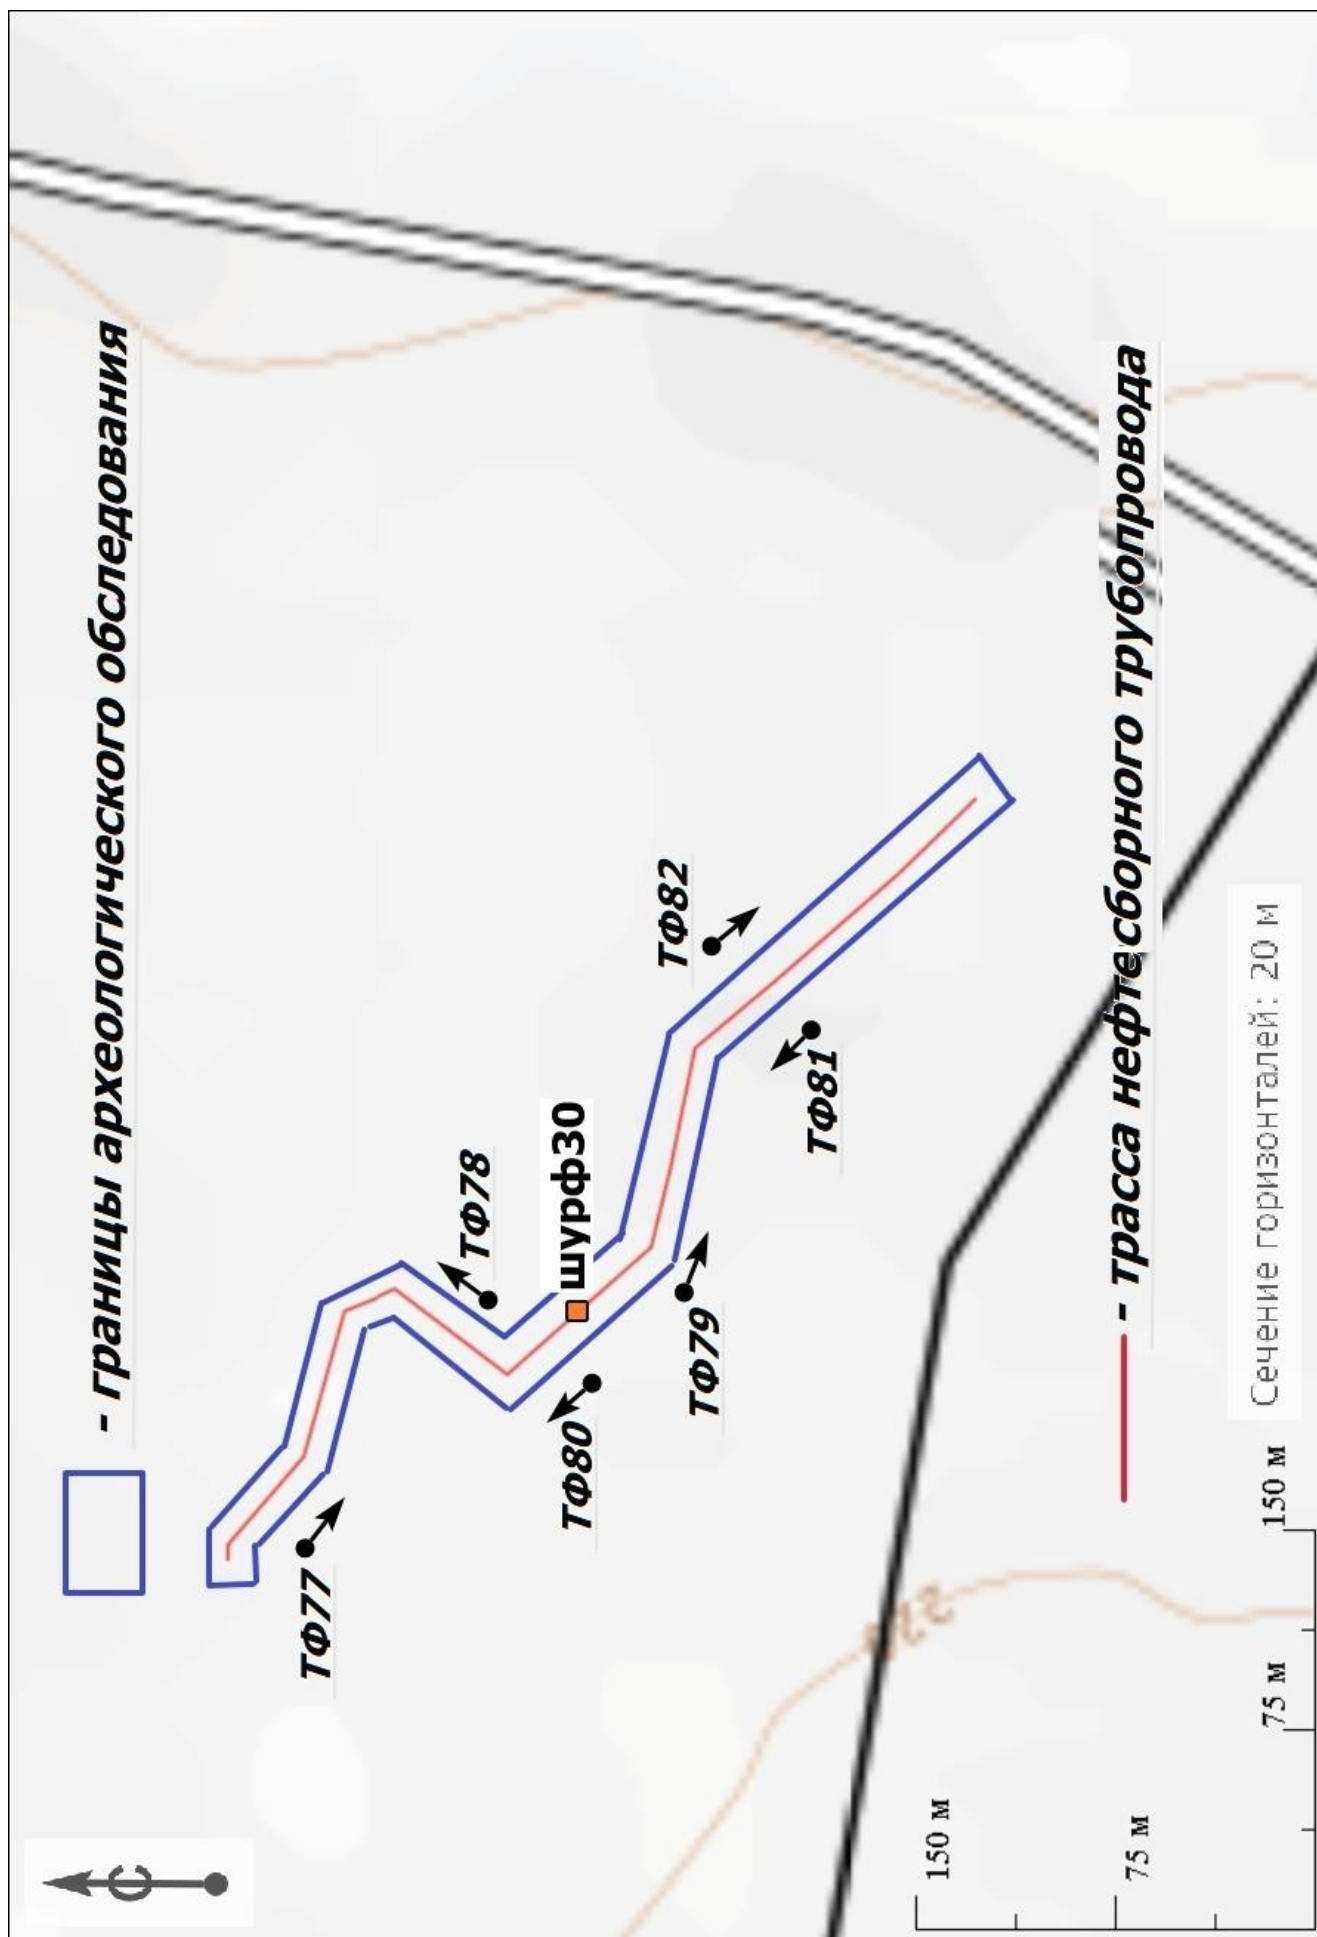 С
- границы археологического обследования
ТФ77
ТФ78
ТФ80
шурф30
ТФ79
ТФ82
ТФ81
- трасса нефтесборного трубопровода
Сечение горизонталей: 20 м
150 м
75 м
75 м
150 м